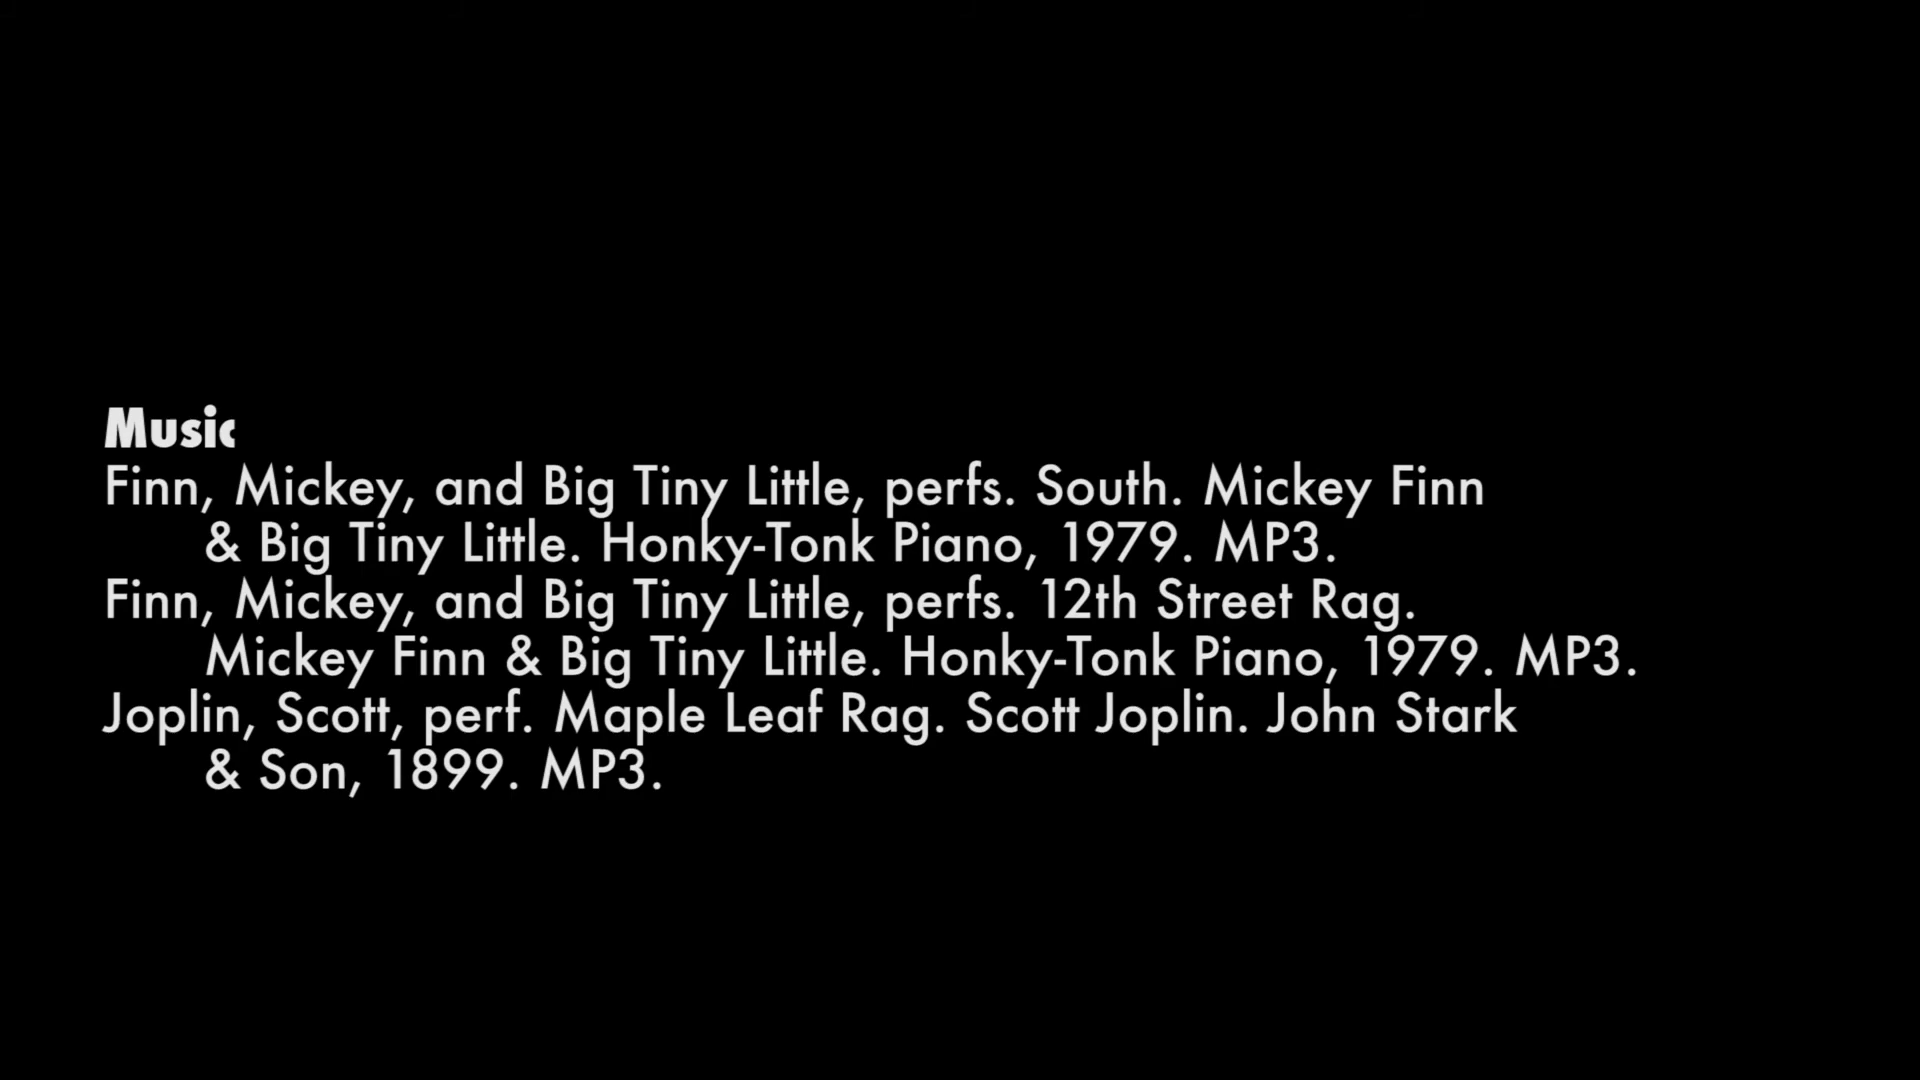 Music
Finn, Mickey, and Big Tiny Little, perfs. South. Mickey Finn
& Big Tiny Little. Honky-Tonk Piano, 1979. MP3.
Finn, Mickey, and Big Tiny Little, perfs. 12th Street Rag.
Mickey Finn & Big Tiny Little. Honky-Tonk Piano, 1979. MP3.
Joplin, Scott, perf. Maple Leaf Rag. Scott Joplin. John Stark
& Son, 1899. MP3.